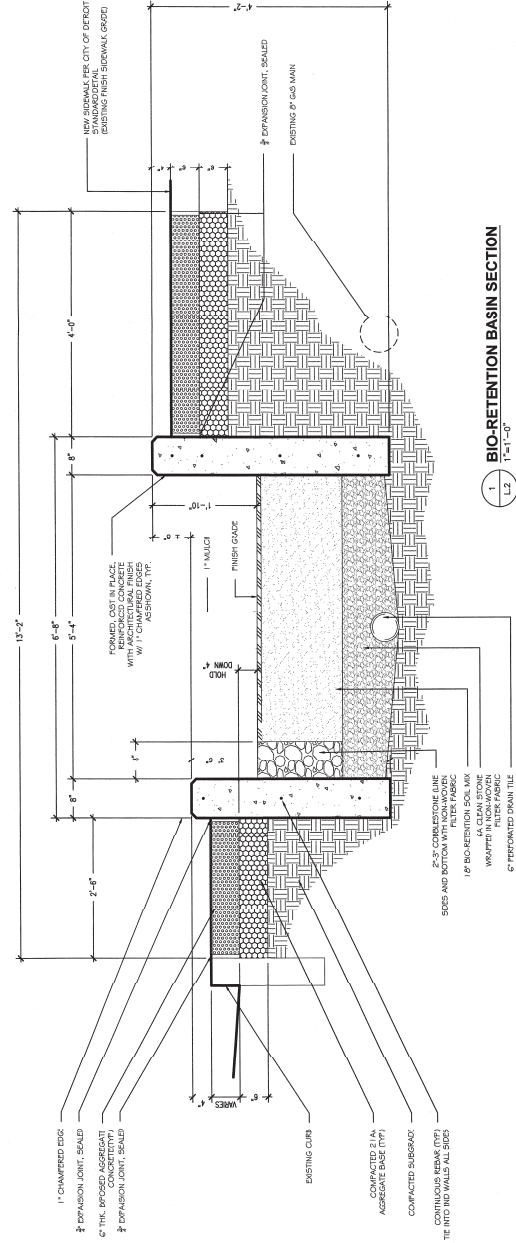 1" CHAMFERED EDGE
¾" EXPANSION JOINT, SEALED
6" THK. EXPOSED AGGREGATE
CONCRETE(TYP.)
¾" EXPANSION JOINT, SEALED
EXISTING CURB
COMPACTED 21AA
AGGREGATE BASE (TYP.)
COMPACTED SUBGRADE
CONTINUOUS REBAR (TYP.)
TIE INTO END WALLS ALL SIDES
4"
VARIES
6"
13'-2"
2'-6"
6'-8"
8"
5'-4"
8"
4'-0"
FORMED, CAST IN PLACE,
REINFORCED CONCRETE
WITH ARCHITECTURAL FINISH
W/ 1" CHAMFERED EDGES
AS SHOWN, TYP.
1'-10"
1" MULCH
FINISH GRADE
HOLD
DOWN 4"
2"-3" COBBLESTONE (LINE
SIDES AND BOTTOM WITH NON-WOVEN
FILTER FABRIC
18" BIO-RETENTION SOIL MIX
6A CLEAN STONE
WRAPPED IN NON-WOVEN
FILTER FABRIC
6" PERFORATED DRAIN TILE
NEW SIDEWALK PER CITY OF DETROIT
STANDARD DETAIL
(EXISTING FINISH SIDEWALK GRADE)
4"
6"
6"
4'-2"
¾" EXPANSION JOINT, SEALED
EXISTING 8" GAS MAIN
1
L.2
BIO-RETENTION BASIN SECTION
1"=1'-0"